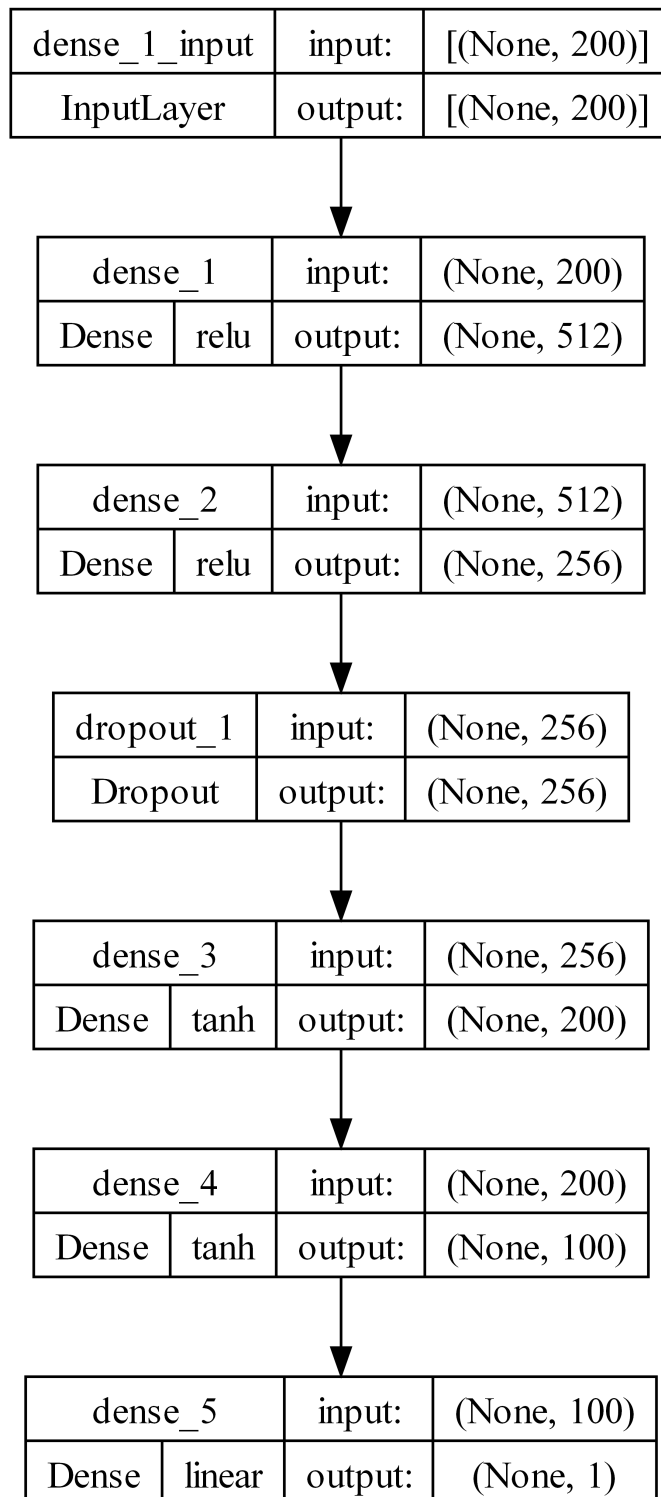 dense_1_input input: [(None, 200)]
InputLayer output: [(None, 200)]
dense_1 input: (None, 200)
Dense relu output: (None, 512)
dense_2 input: (None, 512)
Dense relu output: (None, 256)
dropout_1 input: (None, 256)
Dropout output: (None, 256)
dense_3 input: (None, 256)
Dense tanh output: (None, 200)
dense_4 input: (None, 200)
Dense tanh output: (None, 100)
dense_5 input: (None, 100)
Dense linear output: (None, 1)